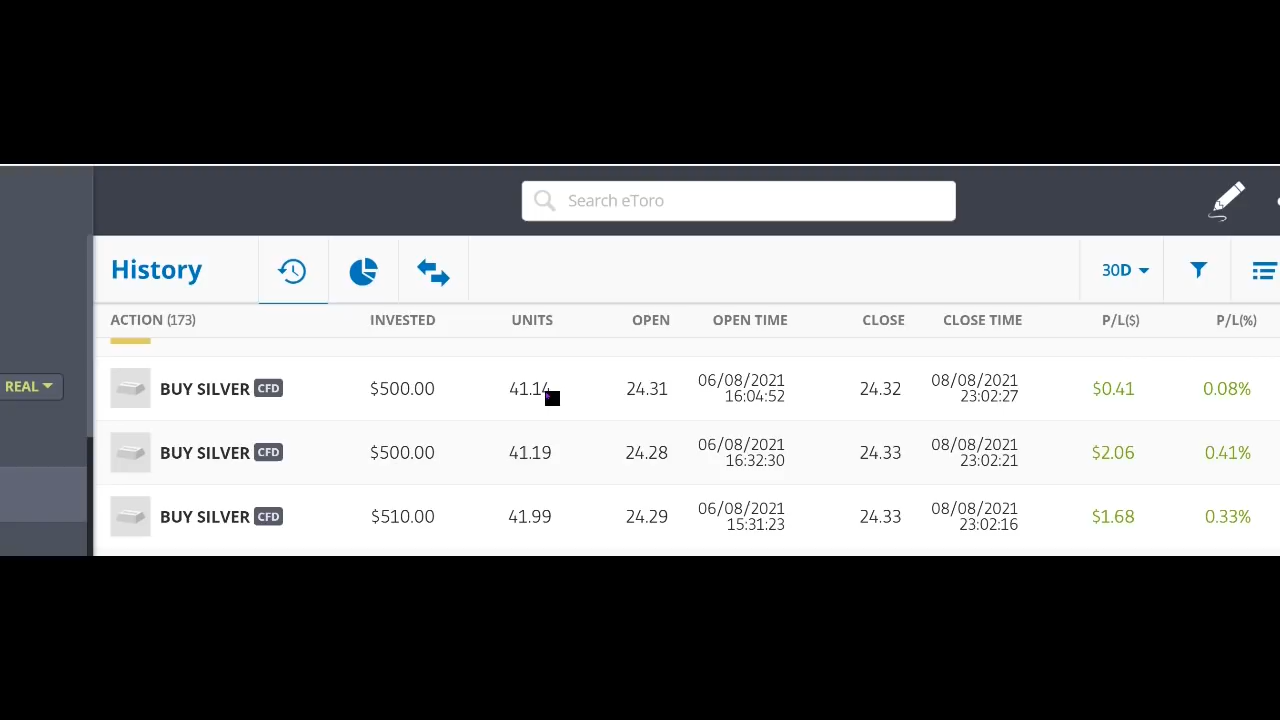 Search eToro
History
30D
ACTION (173) INVESTED UNITS OPEN OPEN TIME CLOSE CLOSE TIME P/L($) P/L(%)
REAL
BUY SILVER CFD $500.00 41.14 24.31 06/08/2021 16:04:52 24.32 08/08/2021 23:02:27 $0.41 0.08%
BUY SILVER CFD $500.00 41.19 24.28 06/08/2021 16:32:30 24.33 08/08/2021 23:02:21 $2.06 0.41%
BUY SILVER CFD $510.00 41.99 24.29 06/08/2021 15:31:23 24.33 08/08/2021 23:02:16 $1.68 0.33%